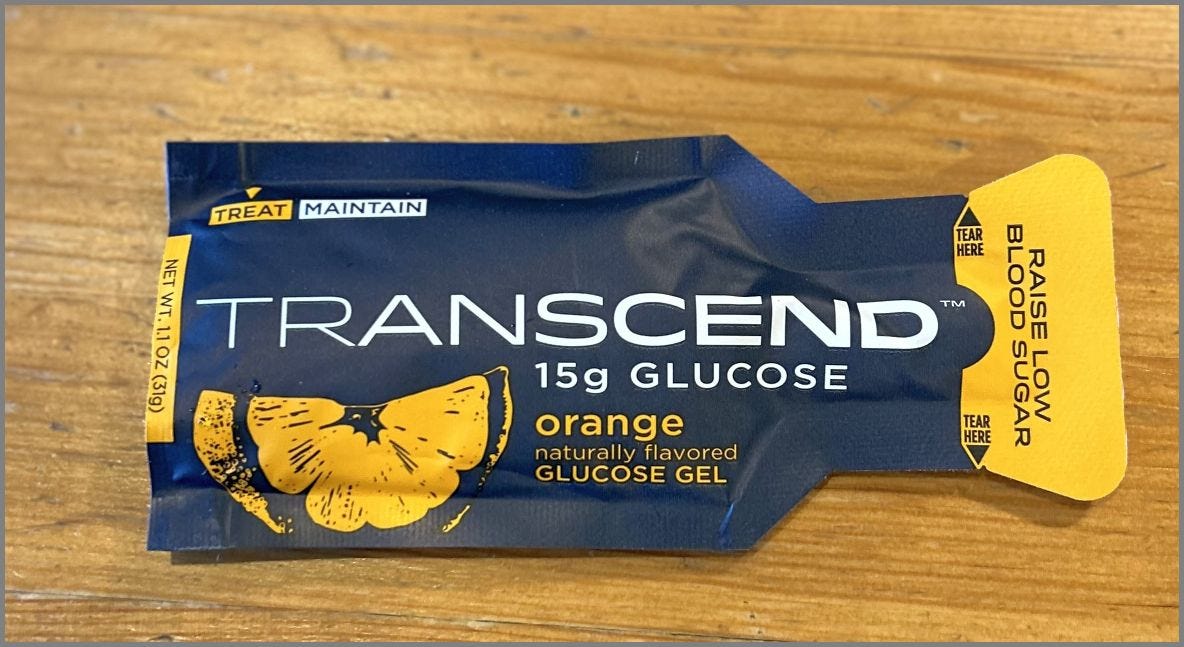 TREAT MAINTAIN
NET WT. 1.1 OZ (31g)
TRANSCEND™
15g GLUCOSE
orange
naturally flavored
GLUCOSE GEL
TEAR
HERE
RAISE LOW
BLOOD SUGAR
TEAR
HERE